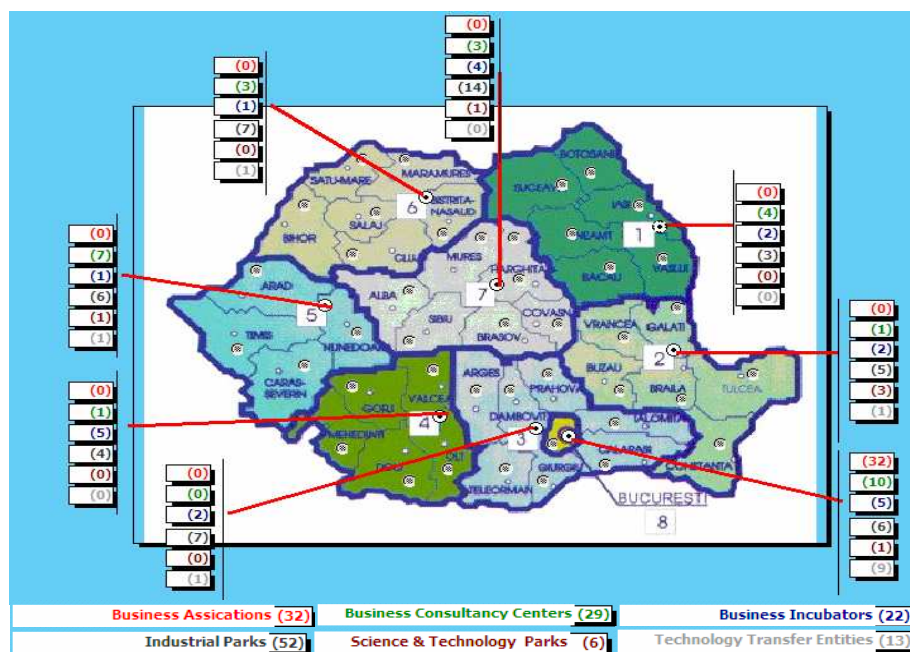 (0)
(3)
(4)
(14)
(1)
(0)
(0)
(3)
(1)
(7)
(0)
(1)
(0)
(4)
(2)
(3)
(0)
(0)
(0)
(7)
(1)
(6)
(1)
(1)
(0)
(1)
(2)
(5)
(3)
(1)
(0)
(1)
(5)
(4)
(0)
(0)
(32)
(10)
(5)
(6)
(1)
(9)
(0)
(0)
(2)
(7)
(0)
(1)
BOTOSANI
SATU-MARE
MARAMURES
SUCEAV
BISTRITA-
NASAUD
6
IASI
SALAJ
1
NEAMT
BIHOR
CLUJ
MURES
HARGHITA
BACAU
VASLUI
ARAD
ALBA
7
5
SIBIU
COVASN
VRANCEA
GALATI
TIMIS
HUNEDOAR
BRASOV
2
BUZAU
CARAS-
SEVERIN
ARGES
PRAHOVA
BRAILA
TULCEA
GORJ
VALCEA
4
DAMBOVIT
IALOMITA
MEHEDINTI
3
OLT
DOLJ
GIURGIU
CALARASI
CONSTANTA
TELEORMAN
BUCURESTI
8
Business Assications (32)
Business Consultancy Centers (29)
Business Incubators (22)
Industrial Parks (52)
Science & Technology Parks (6)
Technology Transfer Entities (13)